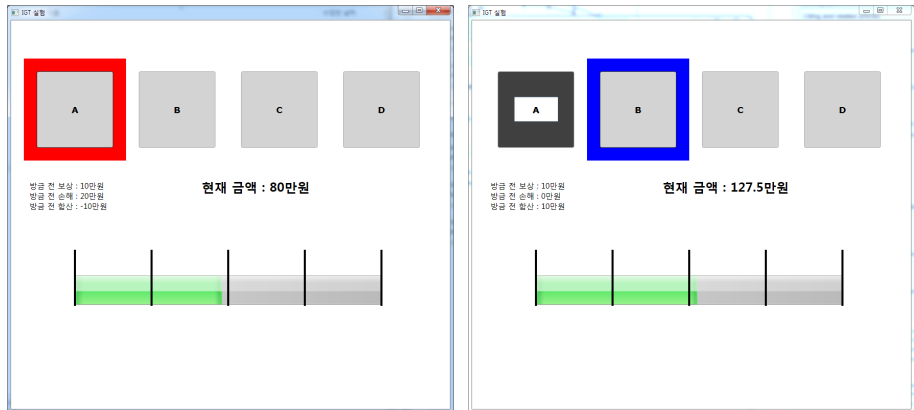 IGT 실험
A
B
C
D
방금 전 보상 : 10만원
방금 전 손해 : 20만원
방금 전 합산 : -10만원
현재 금액 : 80만원
IGT 실험
A
B
C
D
방금 전 보상 : 10만원
방금 전 손해 : 0만원
방금 전 합산 : 10만원
현재 금액 : 127.5만원